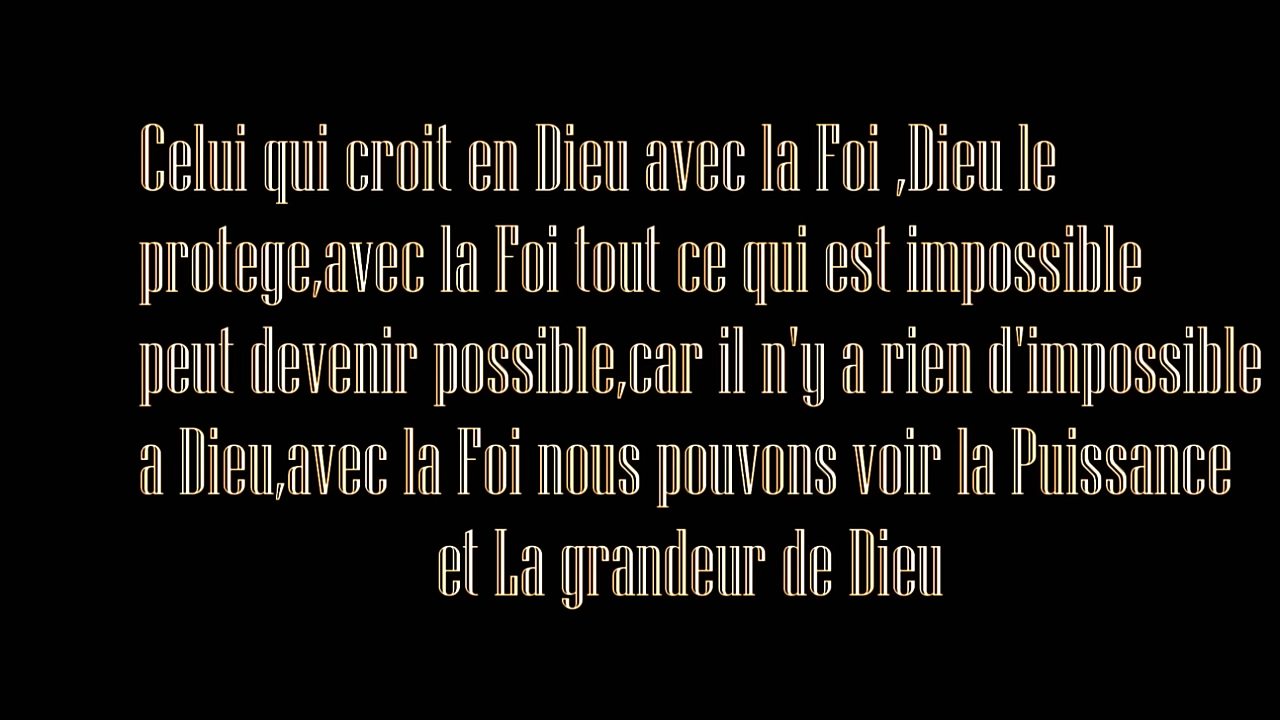 Celui qui croit en Dieu avec la Foi ,Dieu le
protege,avec la Foi tout ce qui est impossible
peut devenir possible,car il n'y a rien d'impossible
a Dieu,avec la Foi nous pouvons voir la Puissance
et La grandeur de Dieu